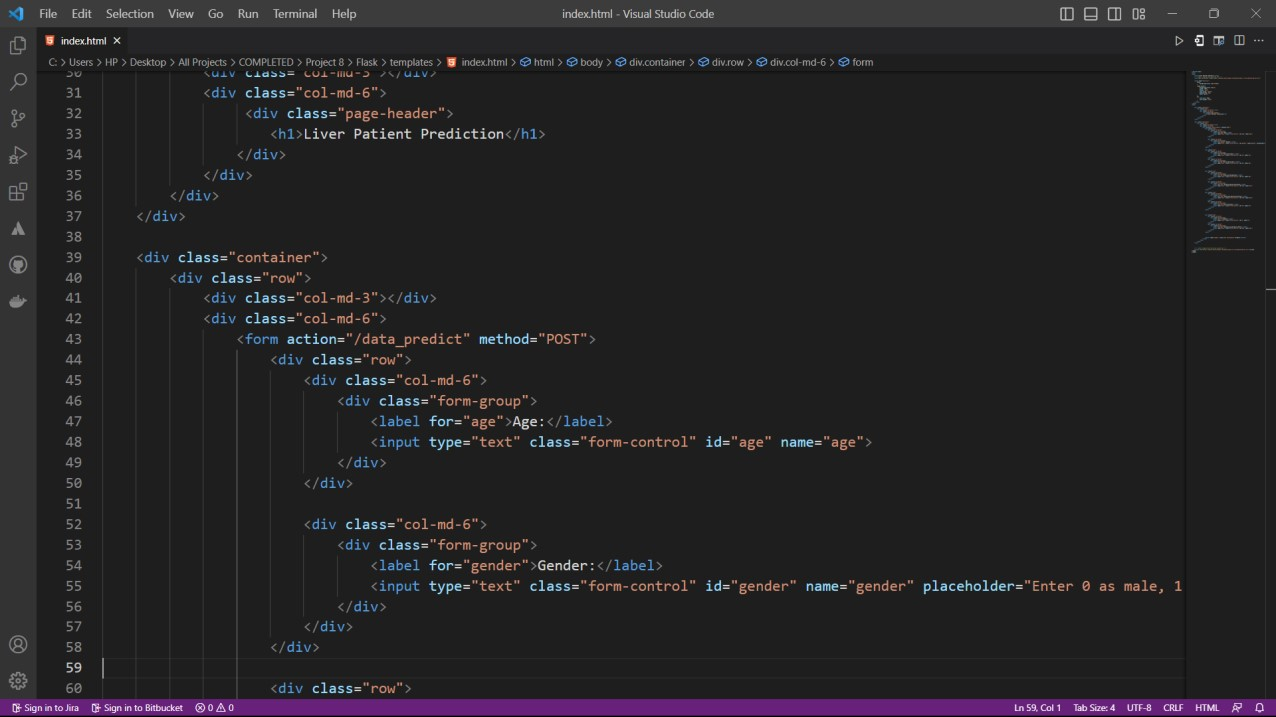 File Edit Selection View Go Run Terminal Help index.html - Visual Studio Code
index.html
C: > Users > HP > Desktop > All Projects > COMPLETED > Project 8 > Flask > templates > index.html > html > body > div.container > div.row > div.col-md-6 > form
30 <div class="col-md-3"></div>
31 <div class="col-md-6">
32 <div class="page-header">
33 <h1>Liver Patient Prediction</h1>
34 </div>
35 </div>
36 </div>
37 </div>
38
39 <div class="container">
40 <div class="row">
41 <div class="col-md-3"></div>
42 <div class="col-md-6">
43 <form action="/data_predict" method="POST">
44 <div class="row">
45 <div class="col-md-6">
46 <div class="form-group">
47 <label for="age">Age:</label>
48 <input type="text" class="form-control" id="age" name="age">
49 </div>
50 </div>
51
52 <div class="col-md-6">
53 <div class="form-group">
54 <label for="gender">Gender:</label>
55 <input type="text" class="form-control" id="gender" name="gender" placeholder="Enter 0 as male, 1
56 </div>
57 </div>
58 </div>
59
60 <div class="row">
Sign in to Jira Sign in to Bitbucket 0 0 Ln 59, Col 1 Tab Size: 4 UTF-8 CRLF HTML